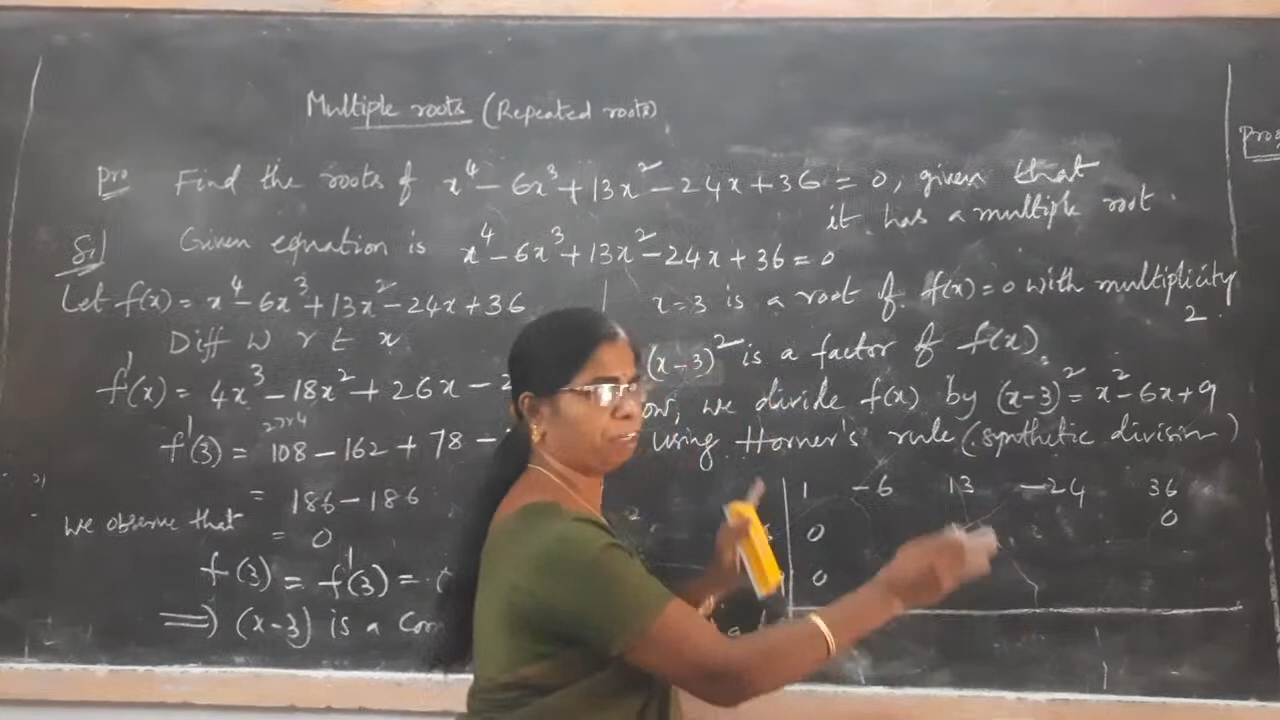 Multiple roots (Repeated roots)
Pro Find the roots of x⁴ - 6x³ + 13x² - 24x + 36 = 0, given that
it has a multiple root.
Sol Given equation is x⁴ - 6x³ + 13x² - 24x + 36 = 0
Let f(x) = x⁴ - 6x³ + 13x² - 24x + 36
Diff w r t x
f'(x) = 4x³ - 18x² + 26x - 2
27x4
f'(3) = 108 - 162 + 78 -
= 186 - 186
we observe that = 0
f(3) = f'(3) =
⇒ (x-3) is a com
x = 3 is a root of f(x) = 0 with multiplicity
2.
(x-3)² is a factor of f(x).
ow, we divide f(x) by (x-3)² = x² - 6x + 9
using Horner's rule (synthetic division)
1 -6 13 -24 36
0 0
0
Pro